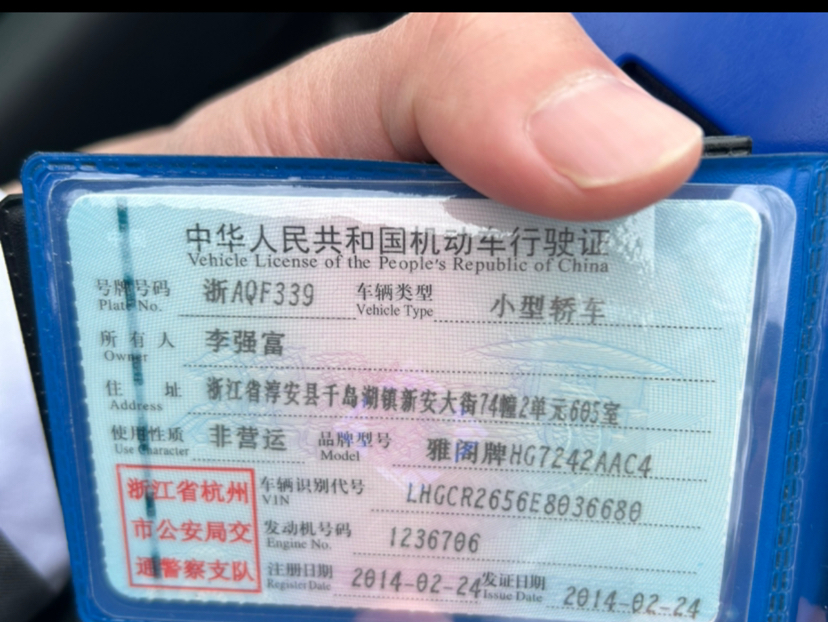 中华人民共和国机动车行驶证
Vehicle License of the People's Republic of China
号牌号码 浙AQF339 车辆类型 小型轿车
Plate No. Vehicle Type
所有人 李强富
Owner
住址 浙江省淳安县千岛湖镇新安大街74幢2单元605室
Address
使用性质 非营运 品牌型号 雅阁牌HG7242AAC4
Use Character Model
浙江省杭州
市公安局交
通警察支队
车辆识别代号 LHGCR2656E8036680
VIN
发动机号码 1236706
Engine No.
注册日期 2014-02-24 发证日期 2014-02-24
Register Date Issue Date